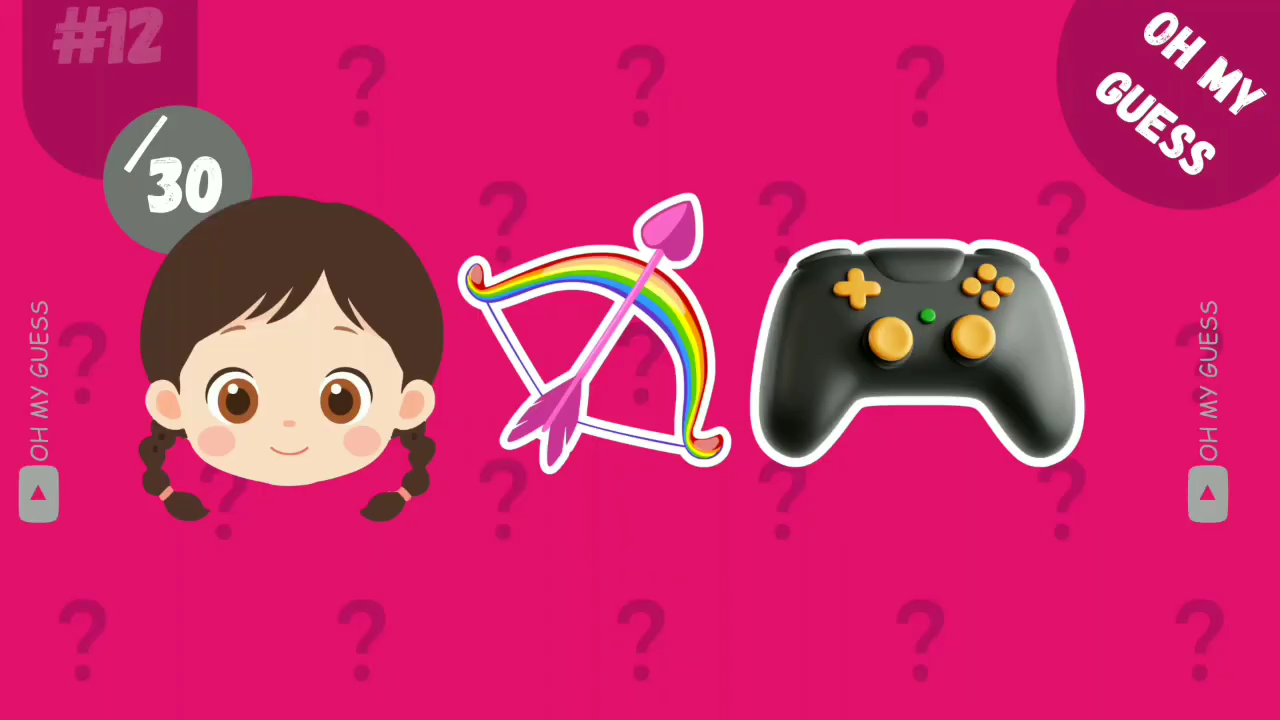 #12
/30
OH MY
GUESS
OH MY GUESS
OH MY GUESS
? ? ?
? ? ?
? ? ?
? ? ? ?
? ? ? ? ?